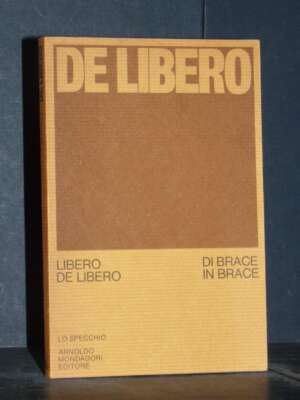 DE LIBERO
LIBERO
DE LIBERO
DI BRACE
IN BRACE
LO SPECCHIO
ARNOLDO
MONDADORI
EDITORE